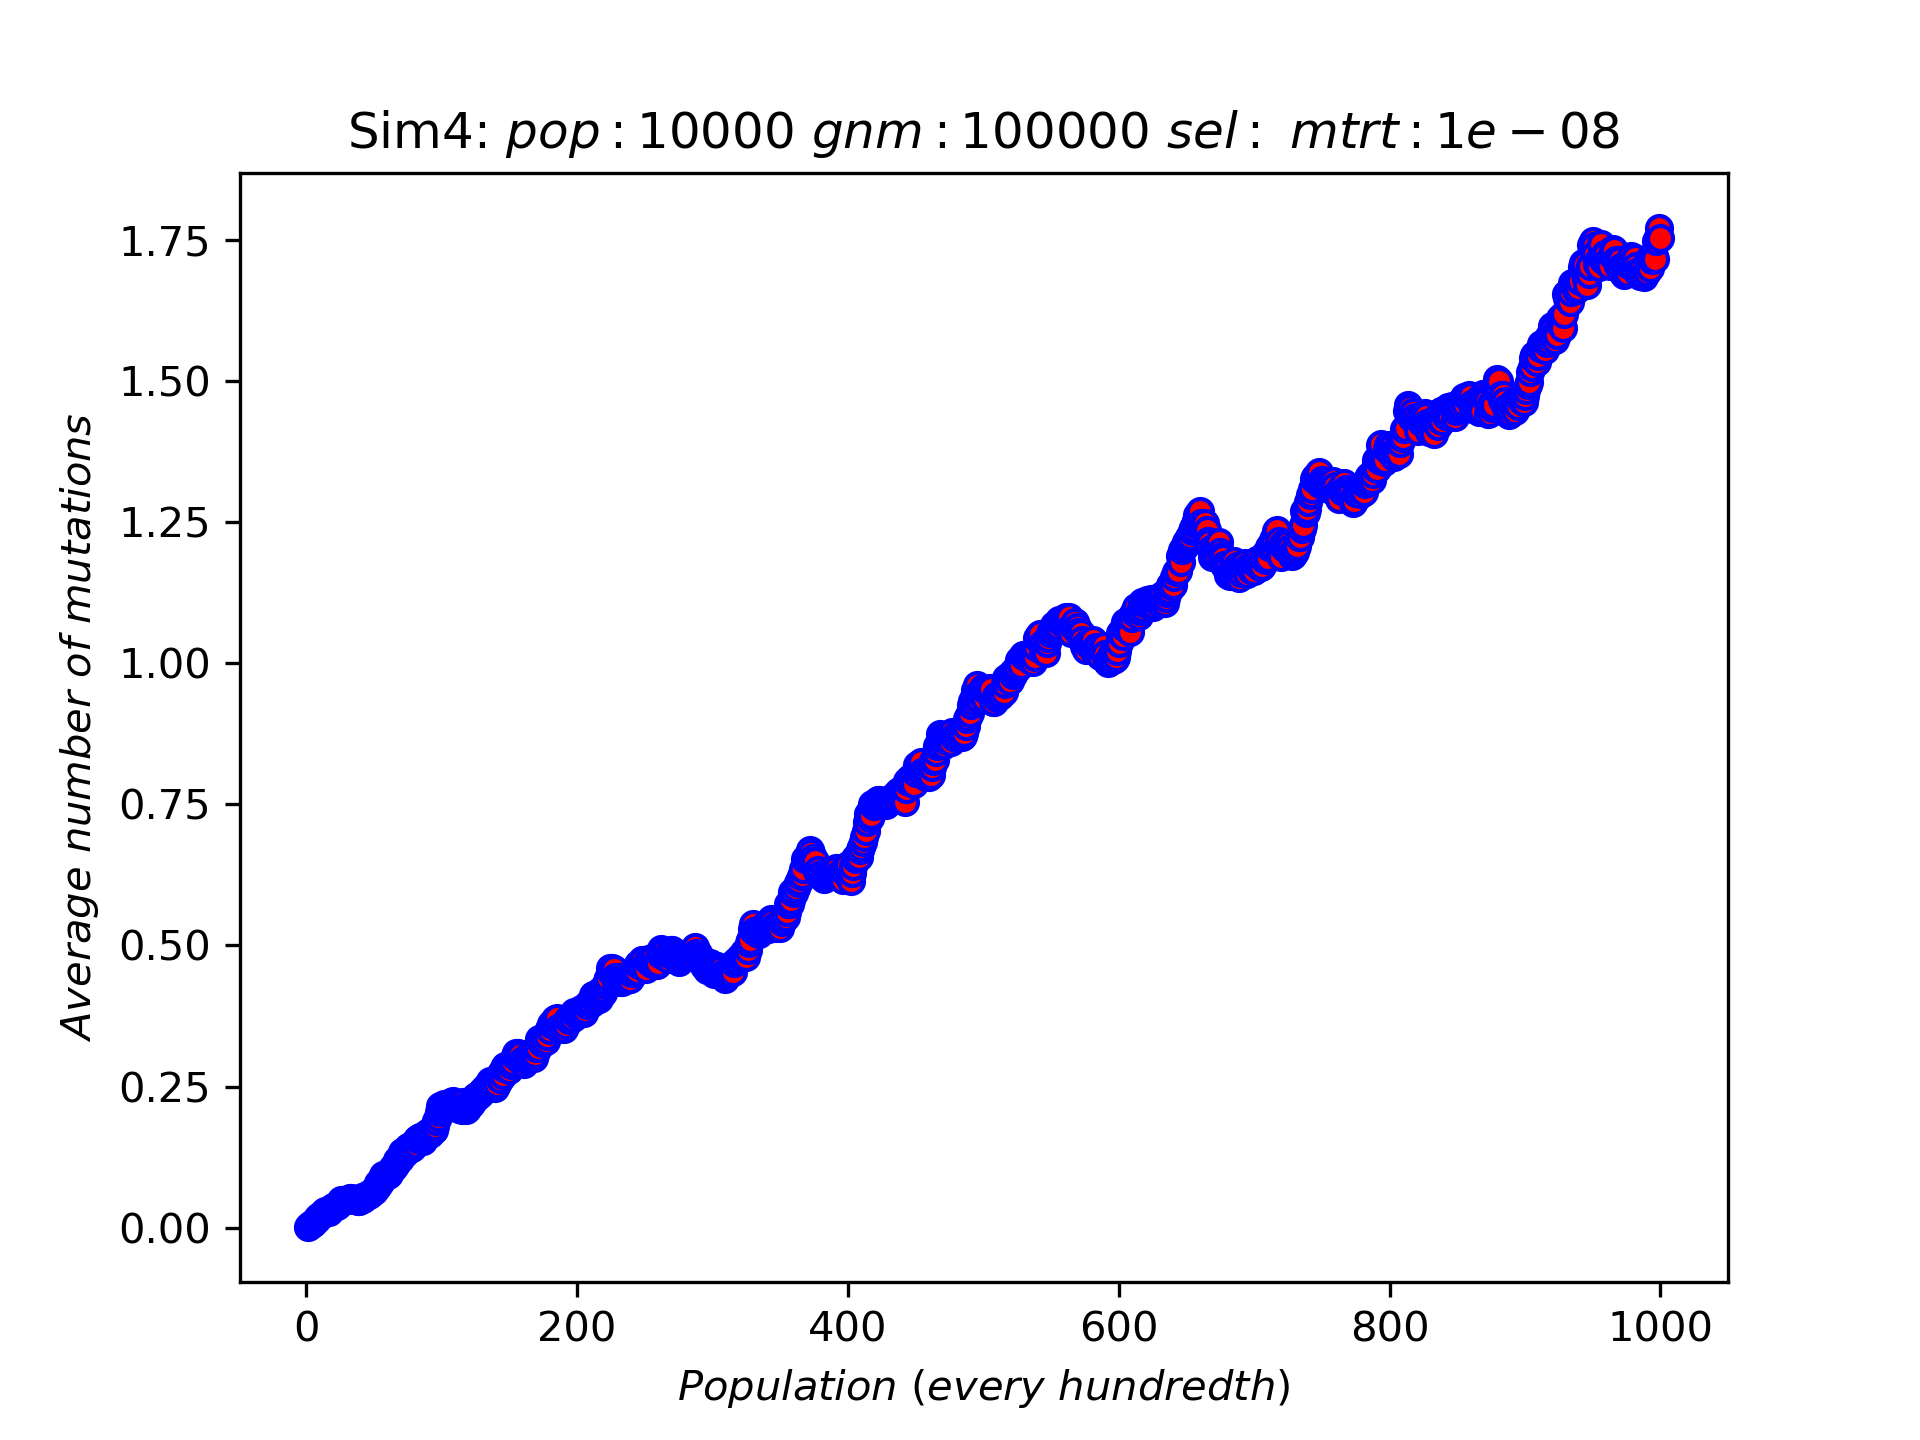 Sim4: pop : 10000 gnm : 100000 sel : mtrt : 1e − 08
1.75
1.50
1.25
1.00
0.75
0.50
0.25
0.00
Average number of mutations
0 200 400 600 800 1000
Population (every hundredth)